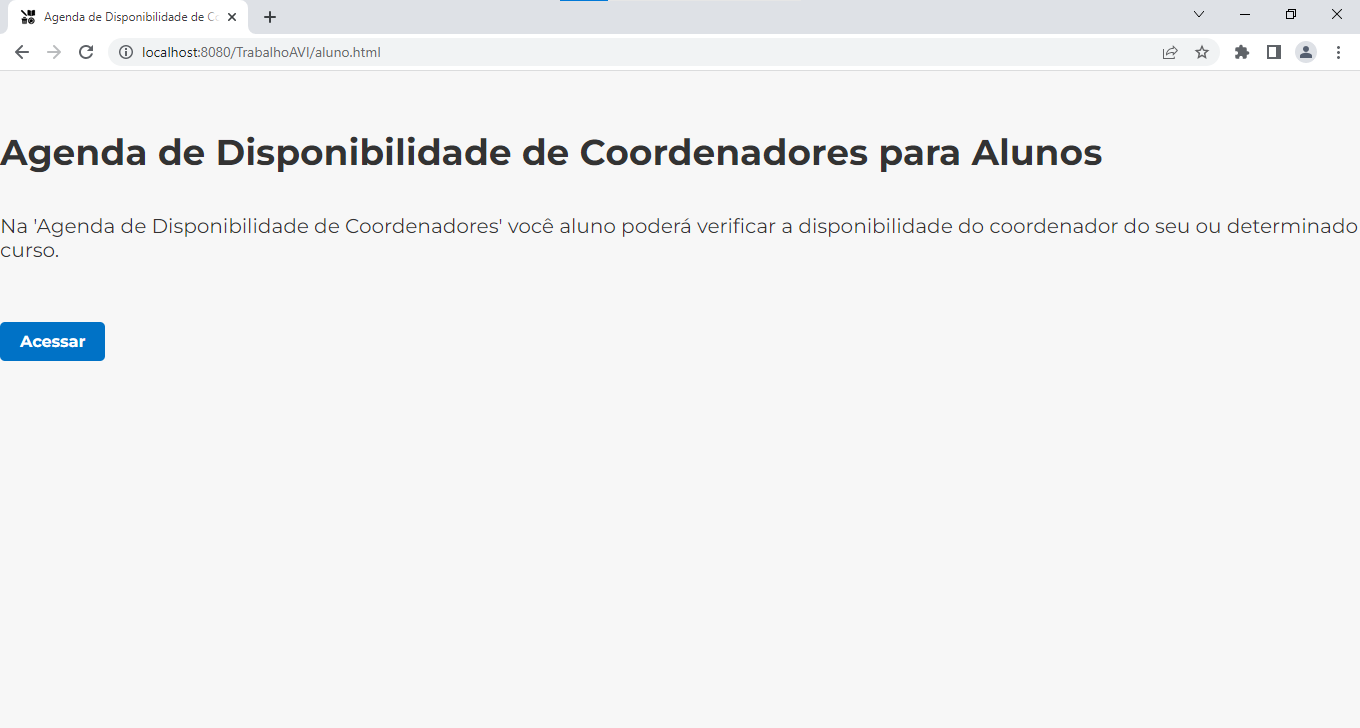 Agenda de Disponibilidade de C
localhost:8080/TrabalhoAVI/aluno.html
Agenda de Disponibilidade de Coordenadores para Alunos
Na 'Agenda de Disponibilidade de Coordenadores' você aluno poderá verificar a disponibilidade do coordenador do seu ou determinado
curso.
Acessar